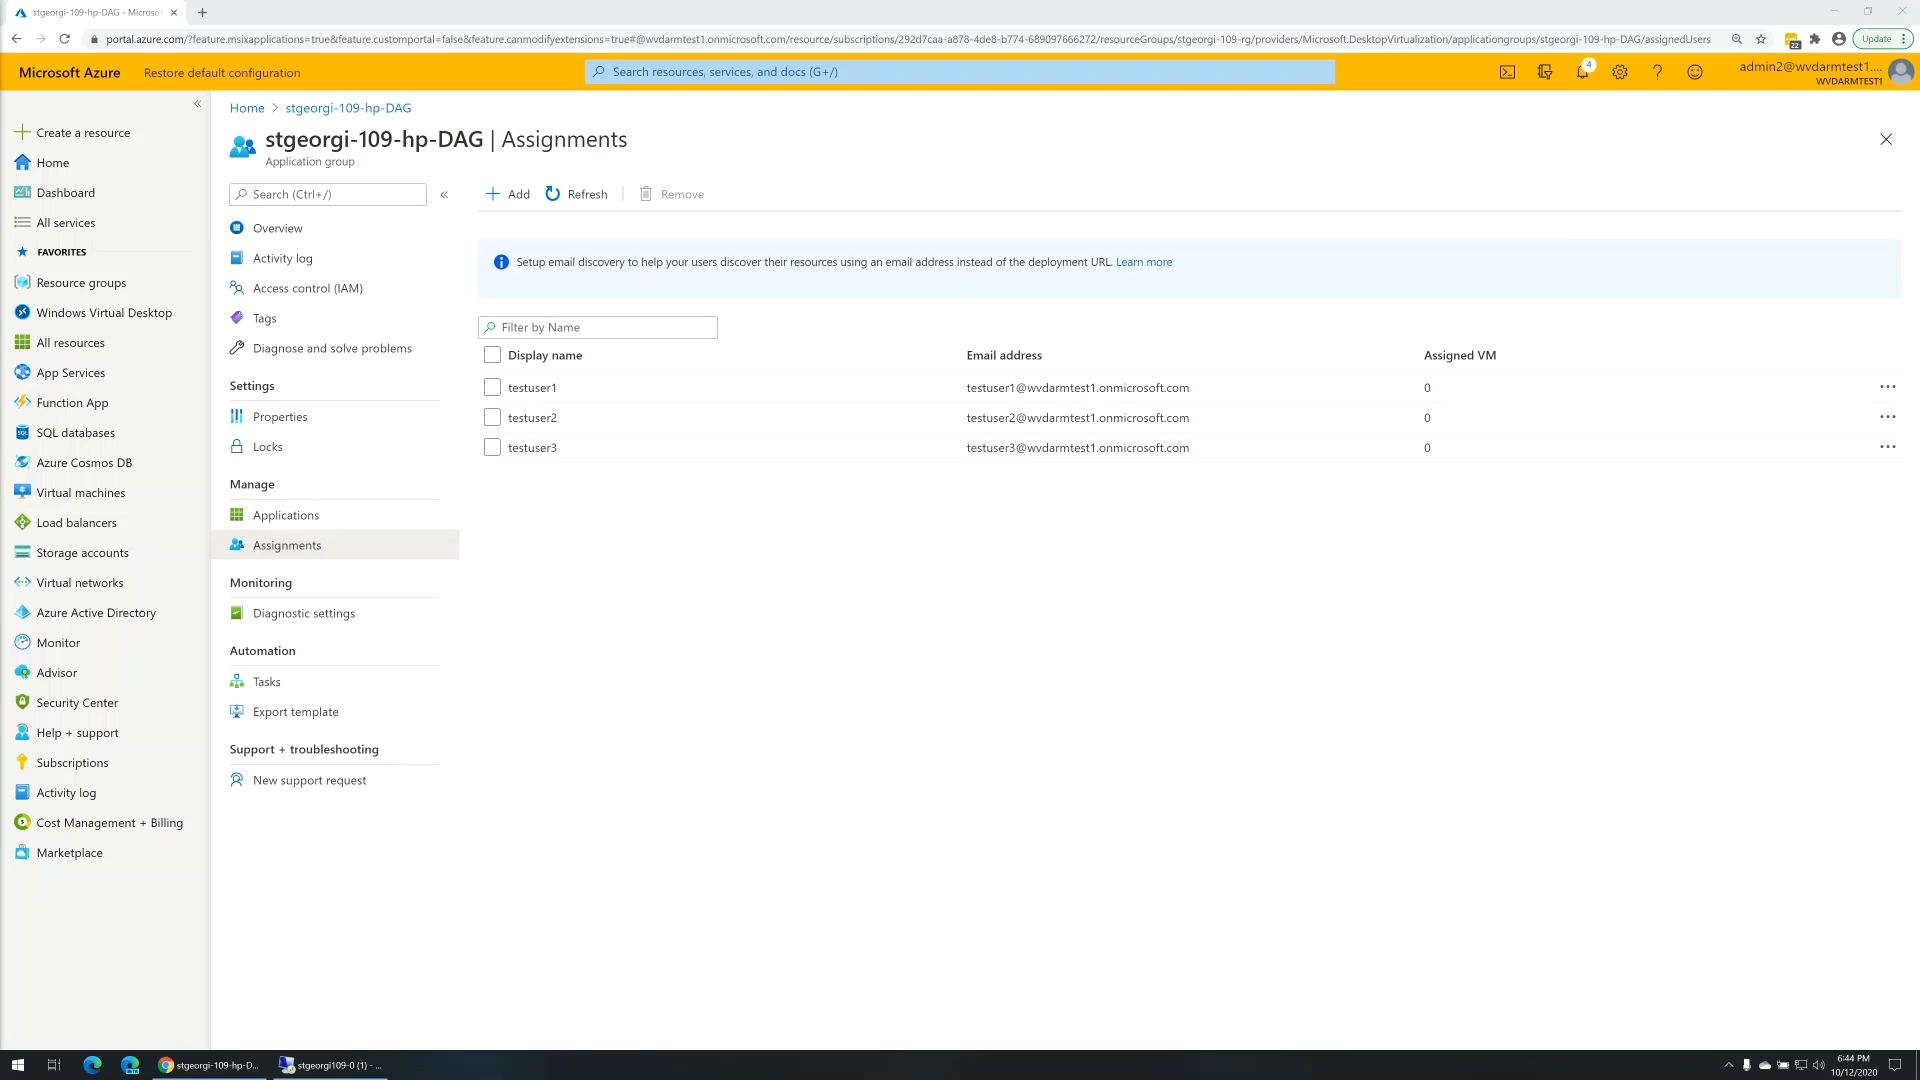 stgeorgi-109-hp-DAG - Microsof
portal.azure.com/?feature.msixapplications=true&feature.customportal=false&feature.canmodifyextensions=true#@wvdarmtest1.onmicrosoft.com/resource/subscriptions/292d7caa-a878-4de8-b774-689097666272/resourceGroups/stgeorgi-109-rg/providers/Microsoft.DesktopVirtualization/applicationgroups/stgeorgi-109-hp-DAG/assignedUsers
22
Update
Microsoft Azure
Restore default configuration
Search resources, services, and docs (G+/)
4
admin2@wvdarmtest1....
WVDARMTEST1
Create a resource
Home
Dashboard
All services
FAVORITES
Resource groups
Windows Virtual Desktop
All resources
App Services
Function App
SQL databases
Azure Cosmos DB
Virtual machines
Load balancers
Storage accounts
Virtual networks
Azure Active Directory
Monitor
Advisor
Security Center
Help + support
Subscriptions
Activity log
Cost Management + Billing
Marketplace
Home > stgeorgi-109-hp-DAG
stgeorgi-109-hp-DAG | Assignments
Application group
Search (Ctrl+/)
Overview
Activity log
Access control (IAM)
Tags
Diagnose and solve problems
Settings
Properties
Locks
Manage
Applications
Assignments
Monitoring
Diagnostic settings
Automation
Tasks
Export template
Support + troubleshooting
New support request
Add
Refresh
Remove
Setup email discovery to help your users discover their resources using an email address instead of the deployment URL. Learn more
Filter by Name
Display name Email address Assigned VM
testuser1 testuser1@wvdarmtest1.onmicrosoft.com 0
testuser2 testuser2@wvdarmtest1.onmicrosoft.com 0
testuser3 testuser3@wvdarmtest1.onmicrosoft.com 0
stgeorgi-109-hp-D...
stgeorgi109-0 (1) - ...
6:44 PM
10/12/2020